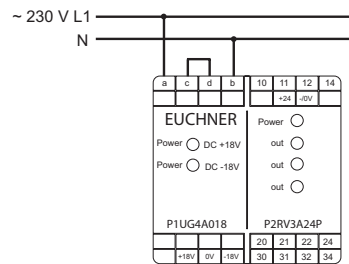 ~ 230 V L1
N
a c d b 10 11 12 14
+24 -/0V
EUCHNER
Power
Power DC +18V
out
Power DC -18V
out
out
P1UG4A018 P2RV3A24P
20 21 22 24
+18V 0V -18V 30 31 32 34